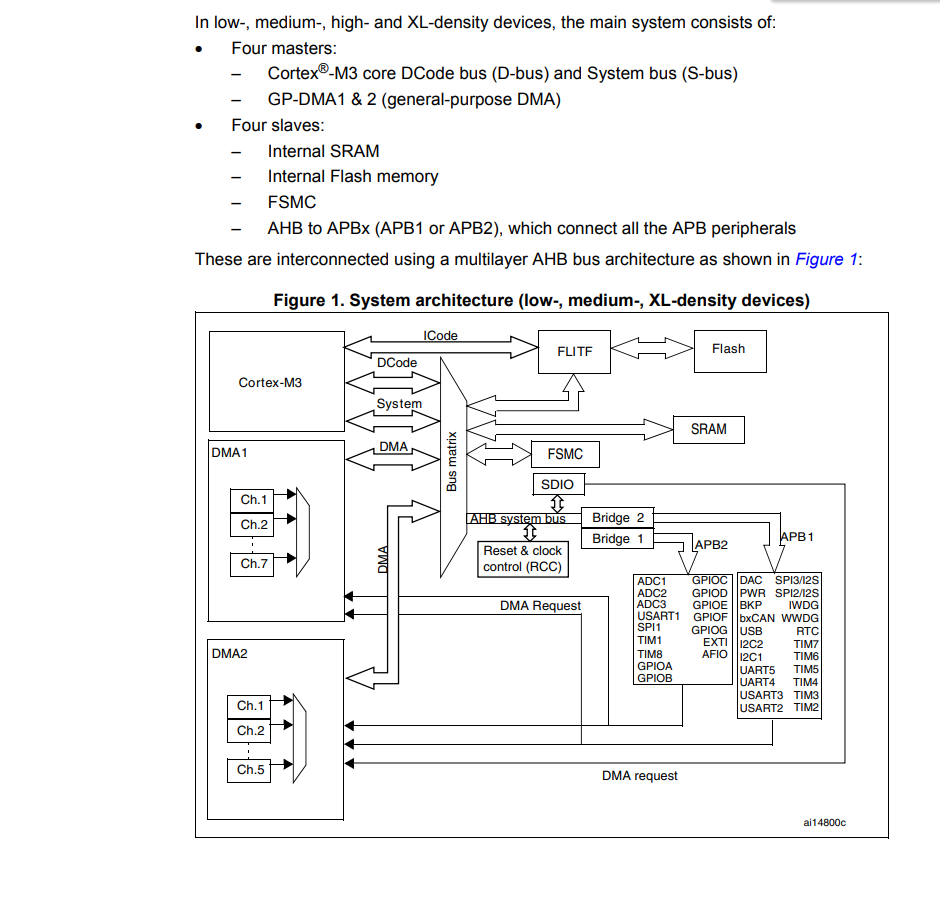 In low-, medium-, high- and XL-density devices, the main system consists of:
• Four masters:
– Cortex®-M3 core DCode bus (D-bus) and System bus (S-bus)
– GP-DMA1 & 2 (general-purpose DMA)
• Four slaves:
– Internal SRAM
– Internal Flash memory
– FSMC
– AHB to APBx (APB1 or APB2), which connect all the APB peripherals
These are interconnected using a multilayer AHB bus architecture as shown in Figure 1:
Figure 1. System architecture (low-, medium-, XL-density devices)
ICode
FLITF
Flash
DCode
Cortex-M3
System
SRAM
DMA
DMA1
Bus matrix
FSMC
SDIO
Ch.1
Ch.2
Ch.7
AHB system bus
Bridge 2
Bridge 1
APB2
APB1
Reset & clock
control (RCC)
DMA
DMA Request
ADC1 GPIOC
ADC2 GPIOD
ADC3 GPIOE
USART1 GPIOF
SPI1 GPIOG
TIM1 EXTI
TIM8 AFIO
GPIOA
GPIOB
DAC SPI3/I2S
PWR SPI2/I2S
BKP IWDG
bxCAN WWDG
USB RTC
I2C2 TIM7
I2C1 TIM6
UART5 TIM5
UART4 TIM4
USART3 TIM3
USART2 TIM2
DMA2
Ch.1
Ch.2
Ch.5
DMA request
ai14800c